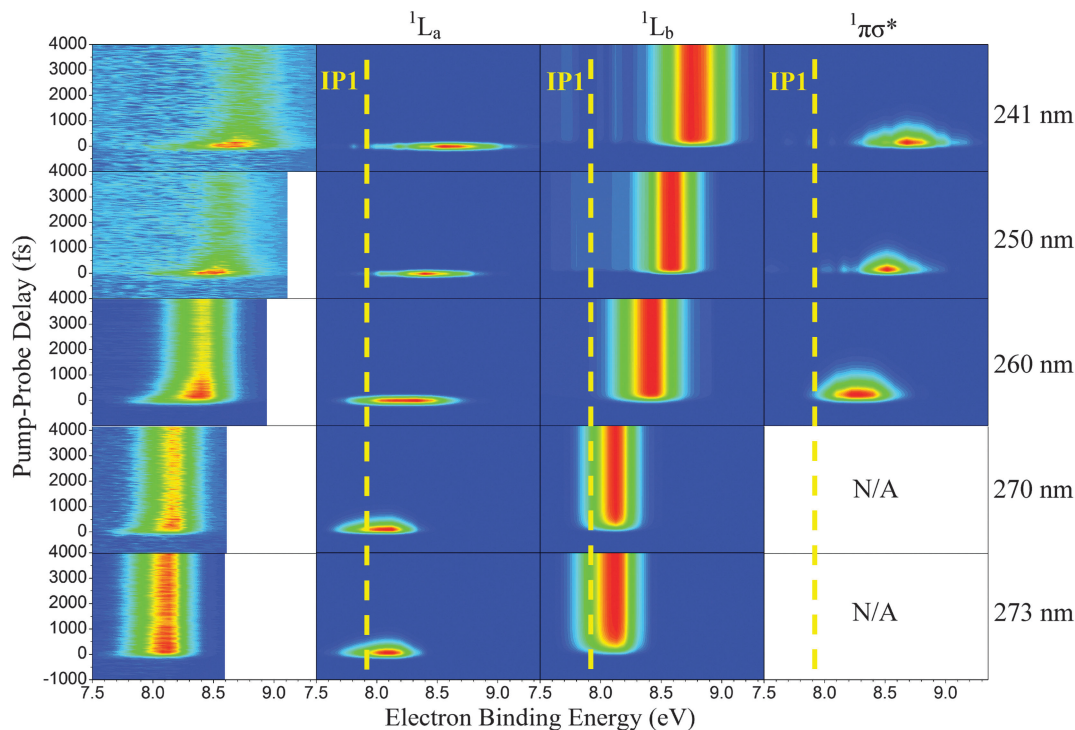 ¹Lₐ ¹L_b ¹πσ*
4000 IP1 IP1 IP1 241 nm
3000
2000
1000
0
4000 250 nm
3000
2000
1000
0
4000 260 nm
3000
2000
1000
0
4000 N/A 270 nm
3000
2000
1000
0
4000 N/A 273 nm
3000
2000
1000
0
-1000
Pump-Probe Delay (fs)
7.5 8.0 8.5 9.0 7.5 8.0 8.5 9.0 7.5 8.0 8.5 9.0 7.5 8.0 8.5 9.0
Electron Binding Energy (eV)